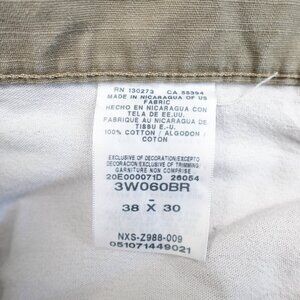 RN 130273 CA 55394
MADE IN NICARAGUA OF US
FABRIC
HECHO EN NICARAGUA CON
TELA DE EE.UU.
FABRIQUE AU NICARAGUA DE
TISSU E.-U.
100% COTTON / ALGODON /
COTON
EXCLUSIVE OF DECORATION/EXCEPTO
DECORACION/EXCLUSIVE OF TRIMMING
GARNITURE NON COMPRISE
20E000071D 26054
3W060BR
-
38 X 30
NXS-Z988-009
051071449021